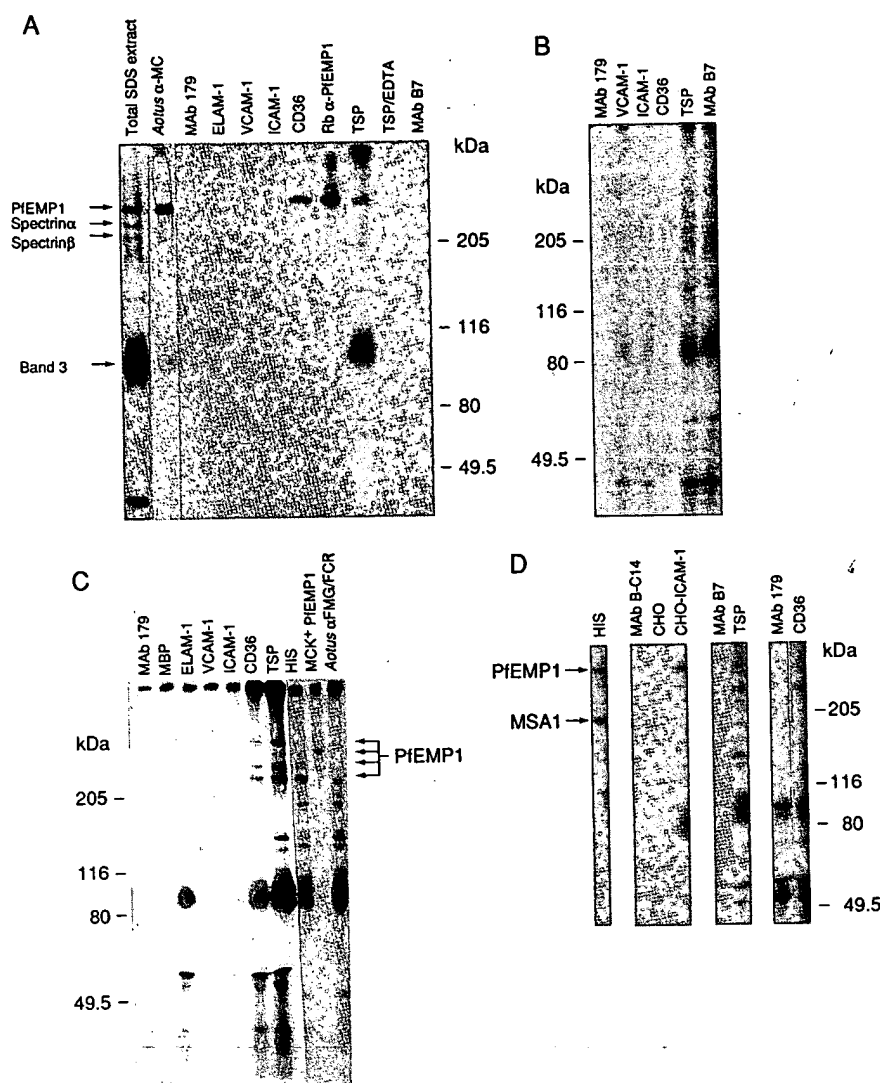 A
Total SDS extract
Aotus α-MC
MAb 179
ELAM-1
VCAM-1
ICAM-1
CD36
Rb α-PfEMP1
TSP
TSP/EDTA
MAb B7
kDa
PfEMP1
Spectrinα
Spectrinβ
Band 3
- 205
- 116
- 80
- 49.5
B
MAb 179
VCAM-1
ICAM-1
CD36
TSP
MAb B7
kDa
205 -
116 -
80 -
49.5 -
C
MAb 179
MBP
ELAM-1
VCAM-1
ICAM-1
CD36
TSP
HIS
MCK+ PfEMP1
Aotus αFMG/FCR
kDa
PfEMP1
205 -
116 -
80 -
49.5 -
D
HIS
MAb B-C14
CHO
CHO-ICAM-1
MAb B7
TSP
MAb 179
CD36
kDa
PfEMP1
MSA1
- 205
- 116
- 80
- 49.5